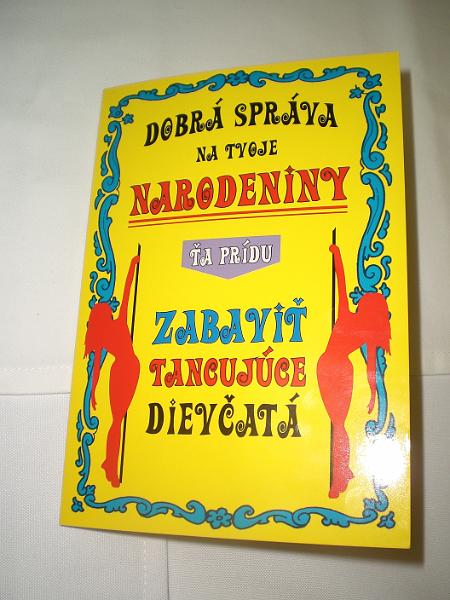 DOBRÁ SPRÁVA
NA TVOJE
NARODENINY
ŤA PRÍDU
ZABAVIŤ
TANCUJÚCE
DIEVČATÁ